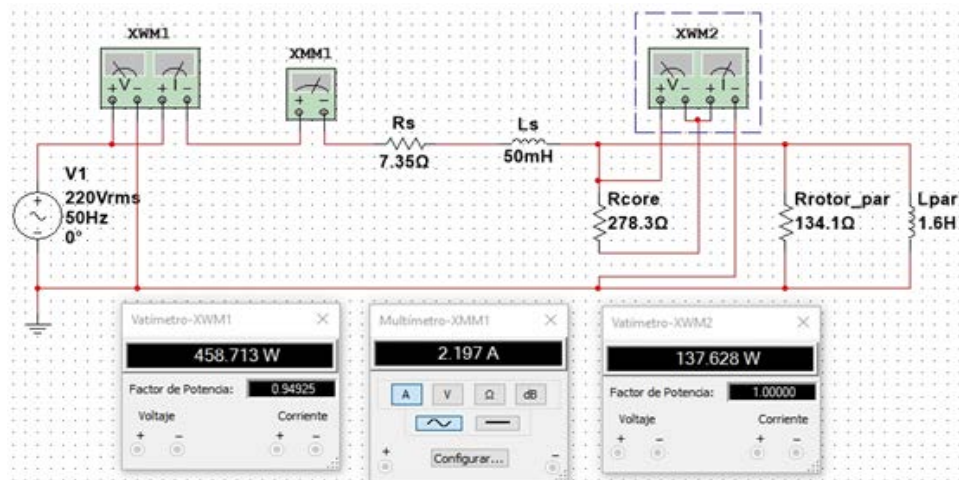 XWM1
XMM1
XWM2
V I
+ - + -
+ -
V I
+ - + -
Rs
7.35Ω
Ls
50mH
V1
220Vrms
50Hz
0°
Rcore
278.3Ω
Rrotor_par
134.1Ω
Lpar
1.6H
Vatímetro-XWM1 ×
458.713 W
Factor de Potencia: 0.94925
Voltaje Corriente
+ - + -
Multímetro-XMM1 ×
2.197 A
A V Ω dB
+ Configurar... -
Vatímetro-XWM2 ×
137.628 W
Factor de Potencia: 1.00000
Voltaje Corriente
+ - + -